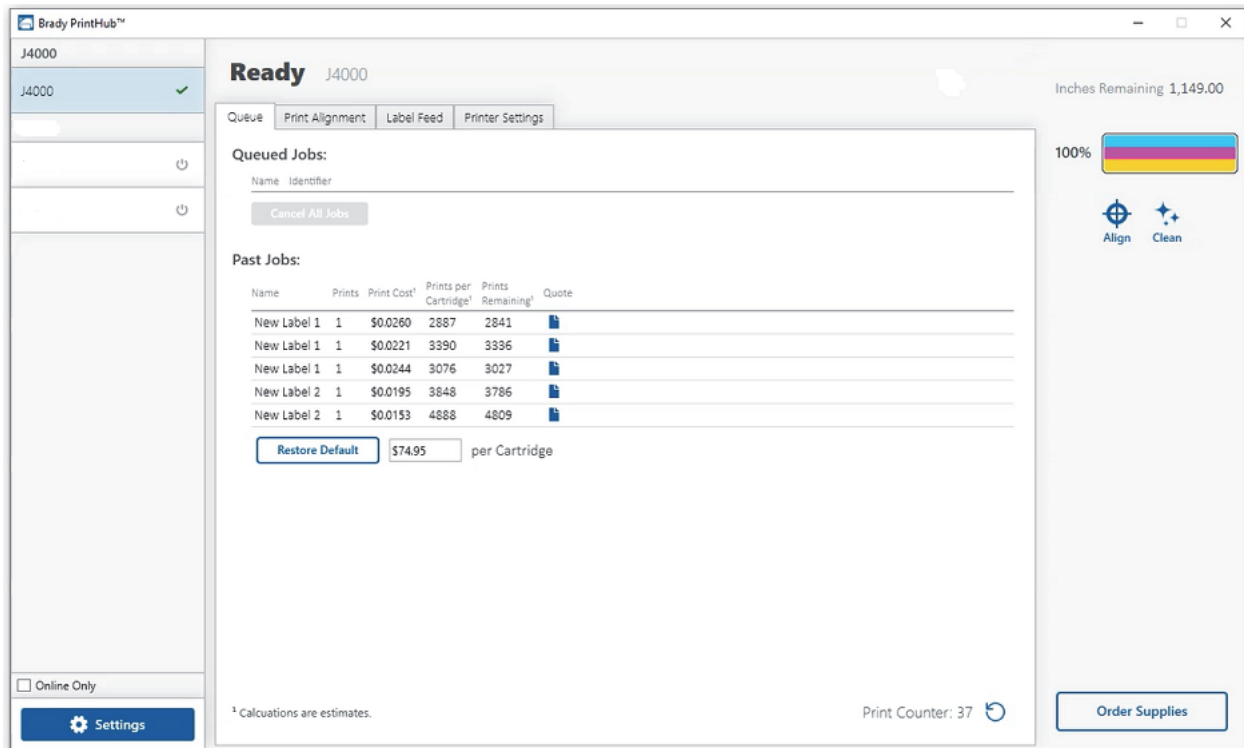 Brady PrintHub™
J4000
J4000
Online Only
Settings
Ready J4000
Queue Print Alignment Label Feed Printer Settings
Queued Jobs:
Name Identifier
Cancel All Jobs
Past Jobs:
Name Prints Print Cost¹ Prints per Cartridge¹ Prints Remaining¹ Quote
New Label 1 1 $0.0260 2887 2841
New Label 1 1 $0.0221 3390 3336
New Label 1 1 $0.0244 3076 3027
New Label 2 1 $0.0195 3848 3786
New Label 2 1 $0.0153 4888 4809
Restore Default $74.95 per Cartridge
¹ Calcuations are estimates.
Print Counter: 37
Inches Remaining 1,149.00
100%
Align Clean
Order Supplies